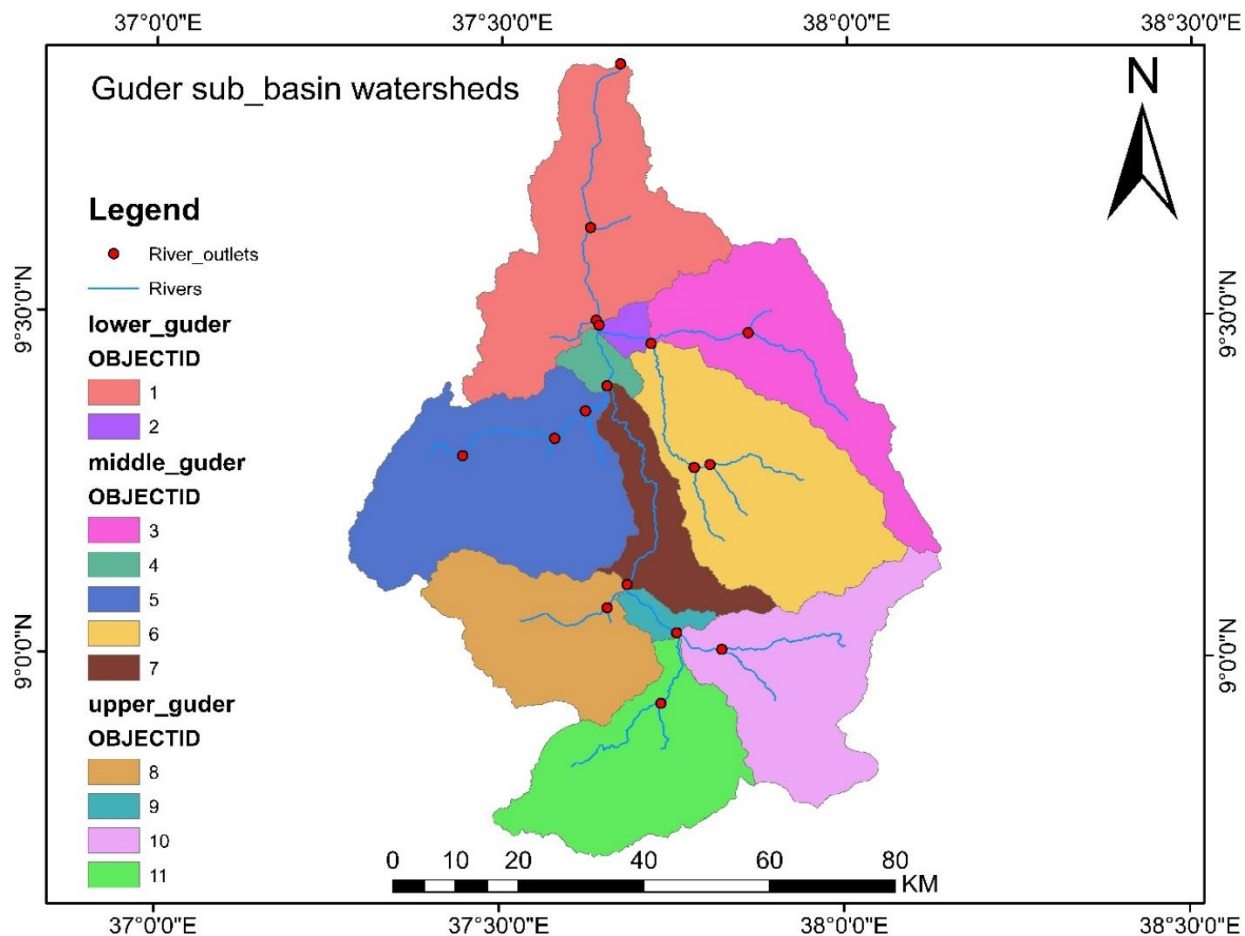 37°0'0"E 37°30'0"E 38°0'0"E 38°30'0"E
Guder sub_basin watersheds
N
Legend
River_outlets
Rivers
lower_guder
OBJECTID
1
2
middle_guder
OBJECTID
3
4
5
6
7
upper_guder
OBJECTID
8
9
10
11
9°30'0"N
9°0'0"N
9°30'0"N
9°0'0"N
0 10 20 40 60 80
KM
37°0'0"E 37°30'0"E 38°0'0"E 38°30'0"E